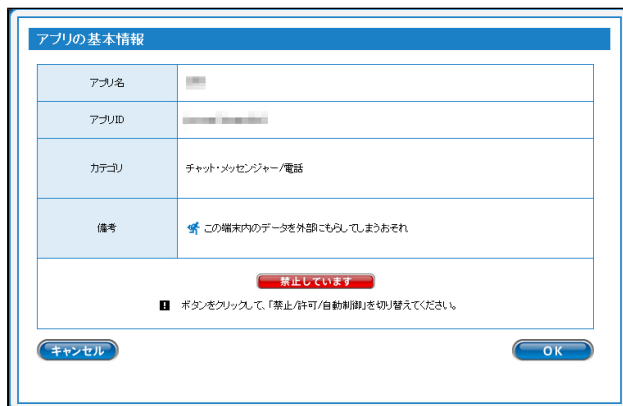 アプリの基本情報
アプリ名
アプリID
カテゴリ チャット・メッセンジャー/電話
備考 この端末内のデータを外部にもらしてしまうおそれ
禁止しています
! ボタンをクリックして、「禁止/許可/自動制御」を切り替えてください。
キャンセル OK